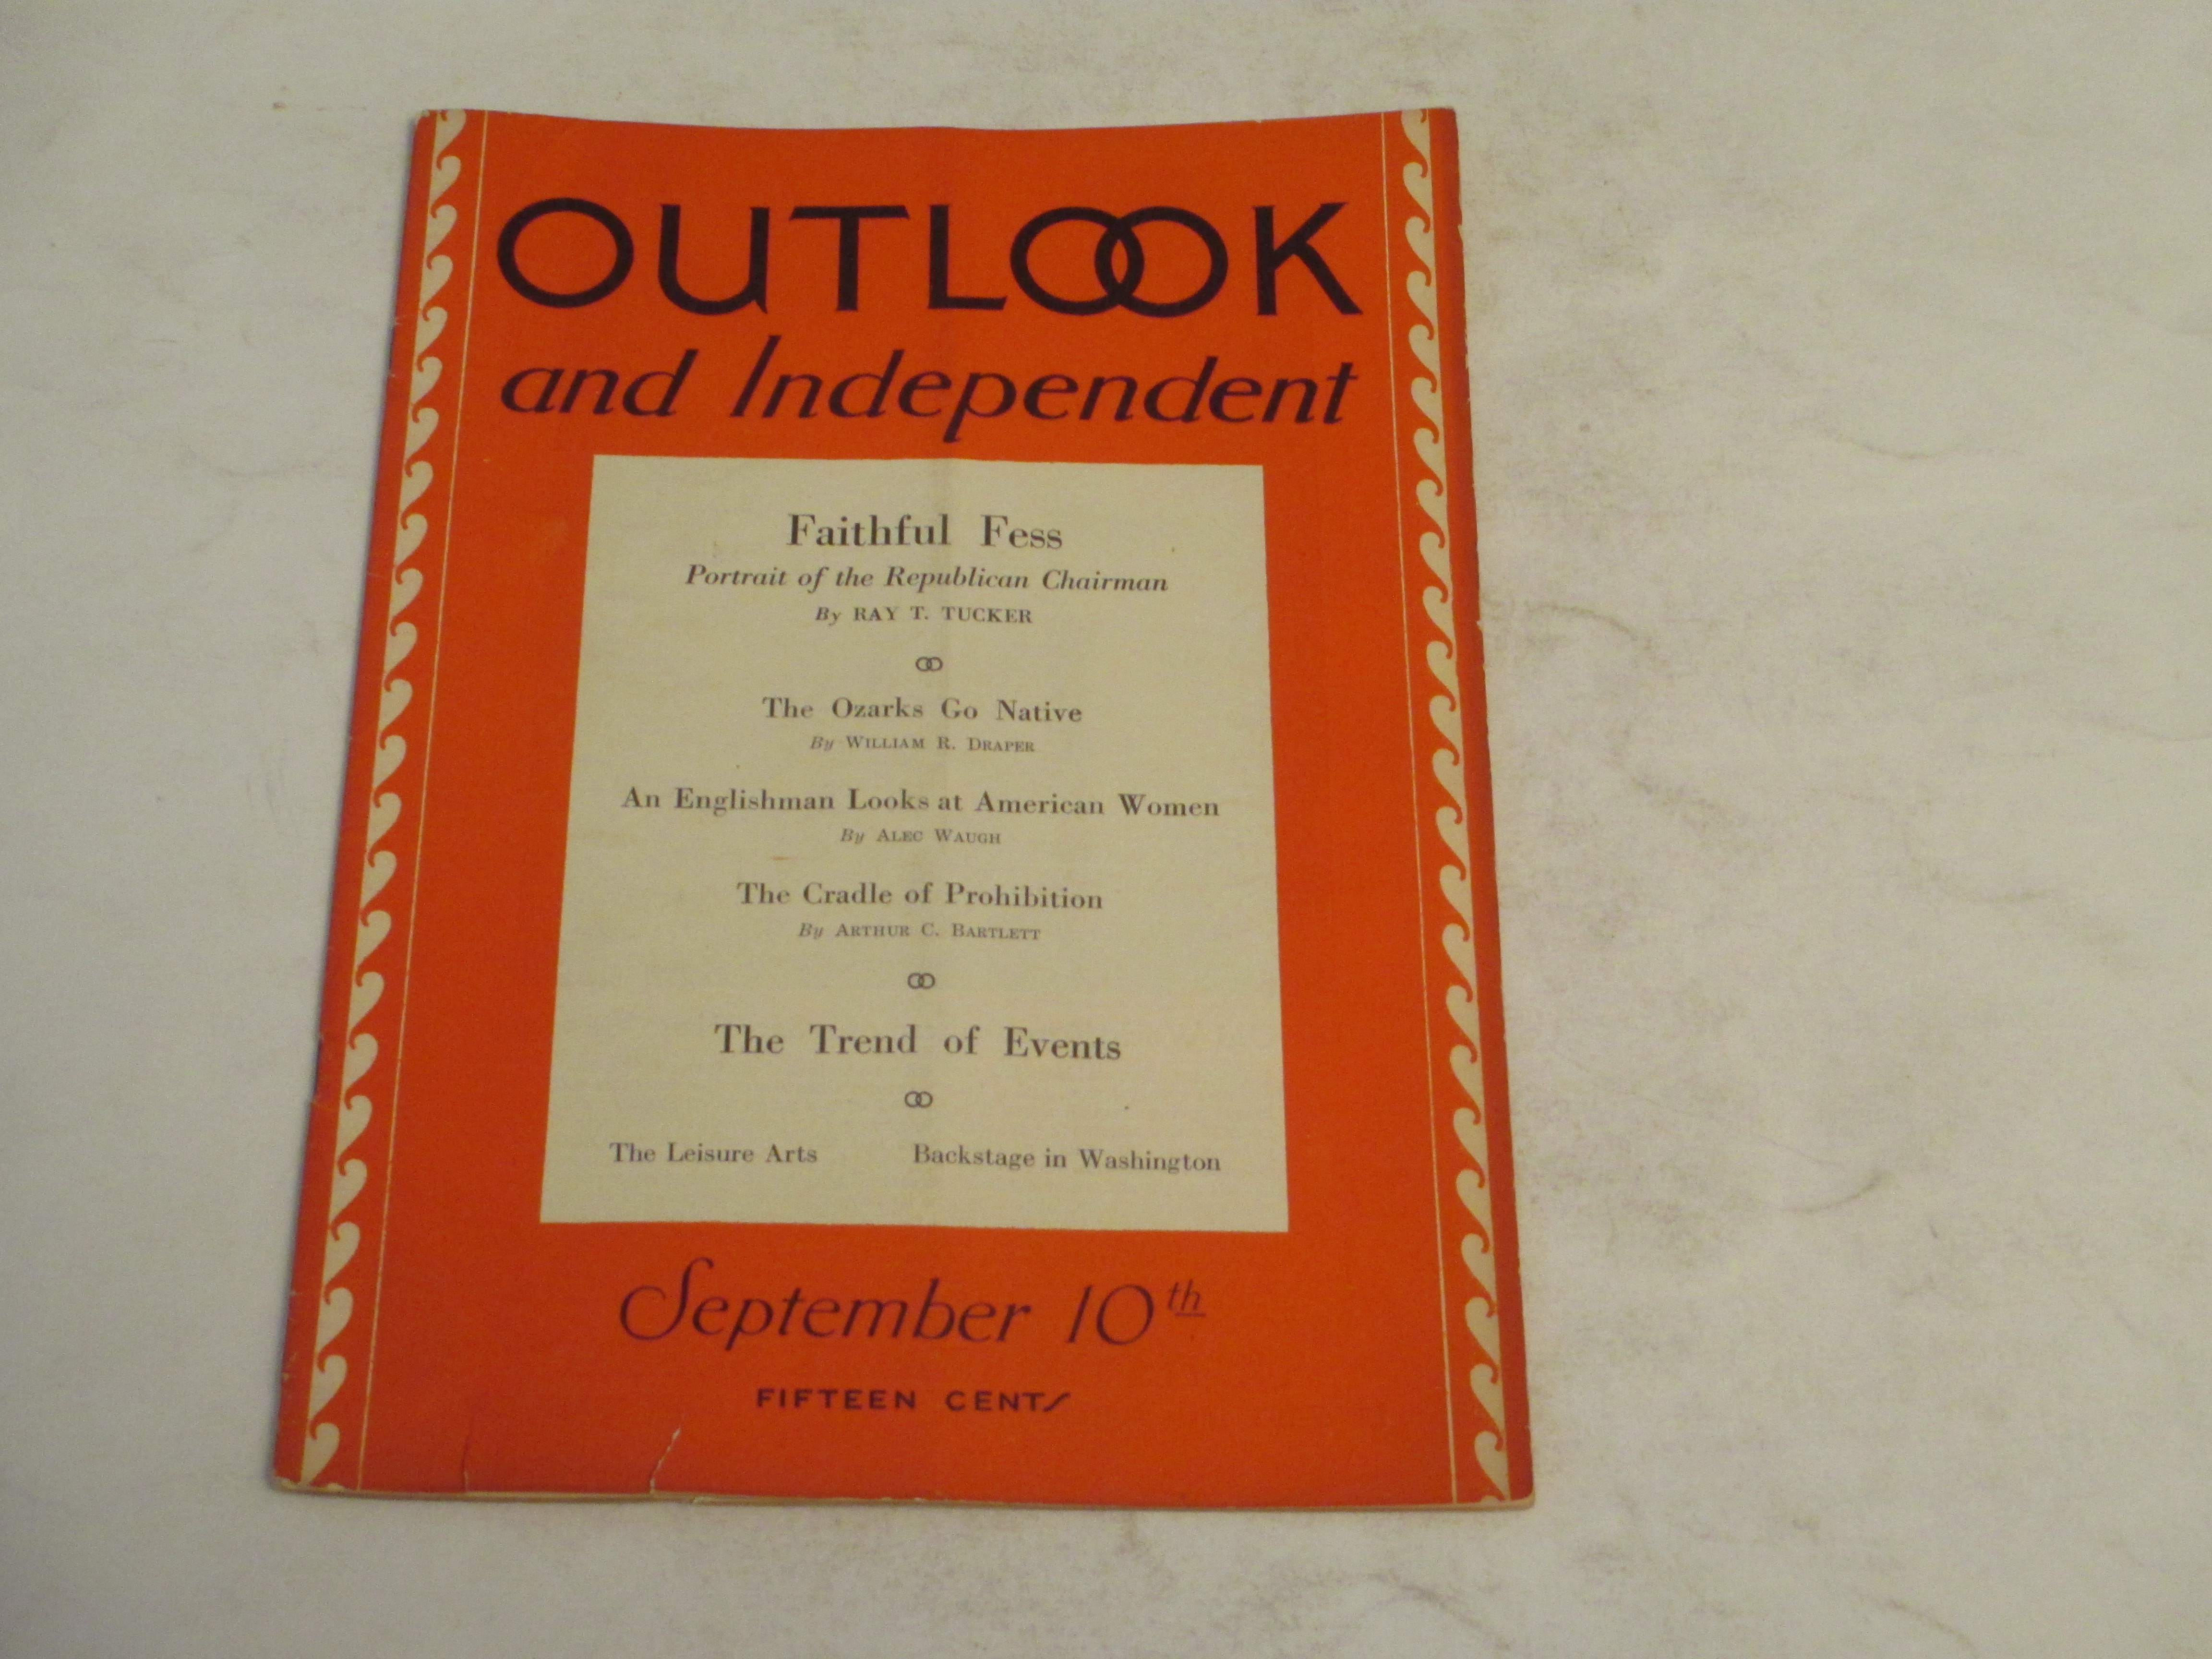 OUTLOOK
and Independent
Faithful Fess
Portrait of the Republican Chairman
By RAY T. TUCKER
The Ozarks Go Native
By WILLIAM R. DRAPER
An Englishman Looks at American Women
By ALEC WAUGH
The Cradle of Prohibition
By ARTHUR C. BARTLETT
The Trend of Events
The Leisure Arts Backstage in Washington
September 10th
FIFTEEN CENTS